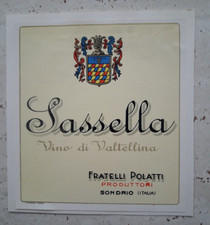 Sassella
Vino di Valtellina
FRATELLI POLATTI
PRODUTTORI
SONDRIO (ITALIA)